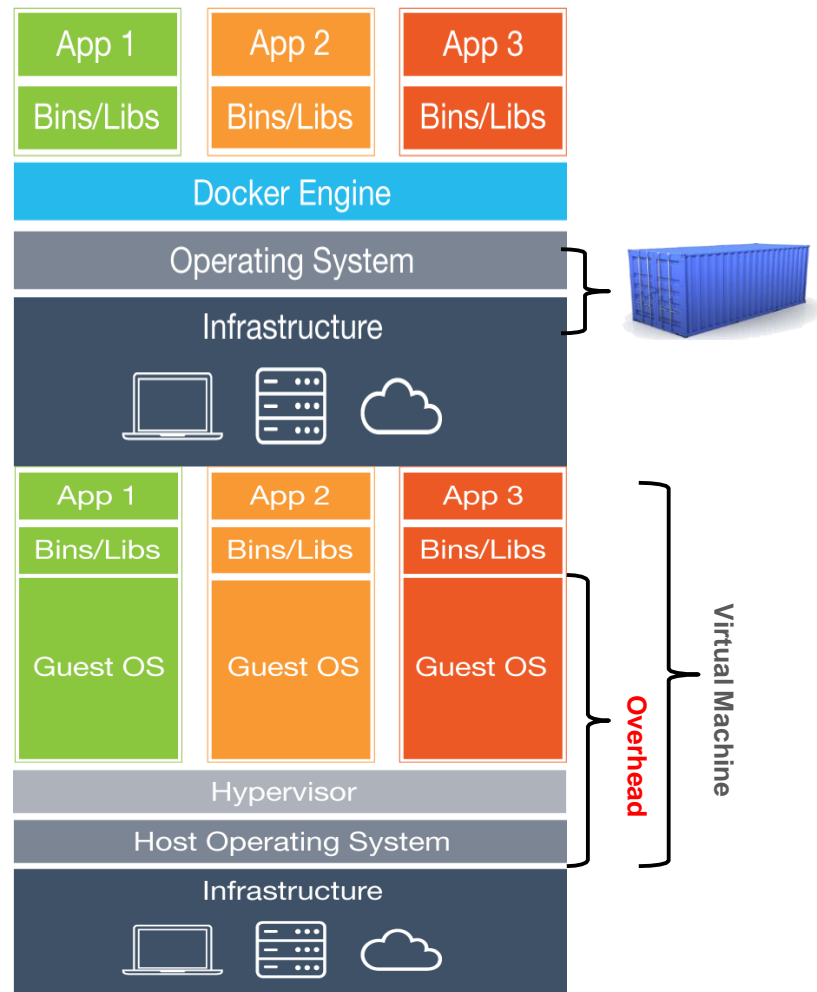 App 1
App 2
App 3
Bins/Libs
Bins/Libs
Bins/Libs
Docker Engine
Operating System
Infrastructure
App 1
App 2
App 3
Bins/Libs
Bins/Libs
Bins/Libs
Guest OS
Guest OS
Guest OS
Overhead
Virtual Machine
Hypervisor
Host Operating System
Infrastructure